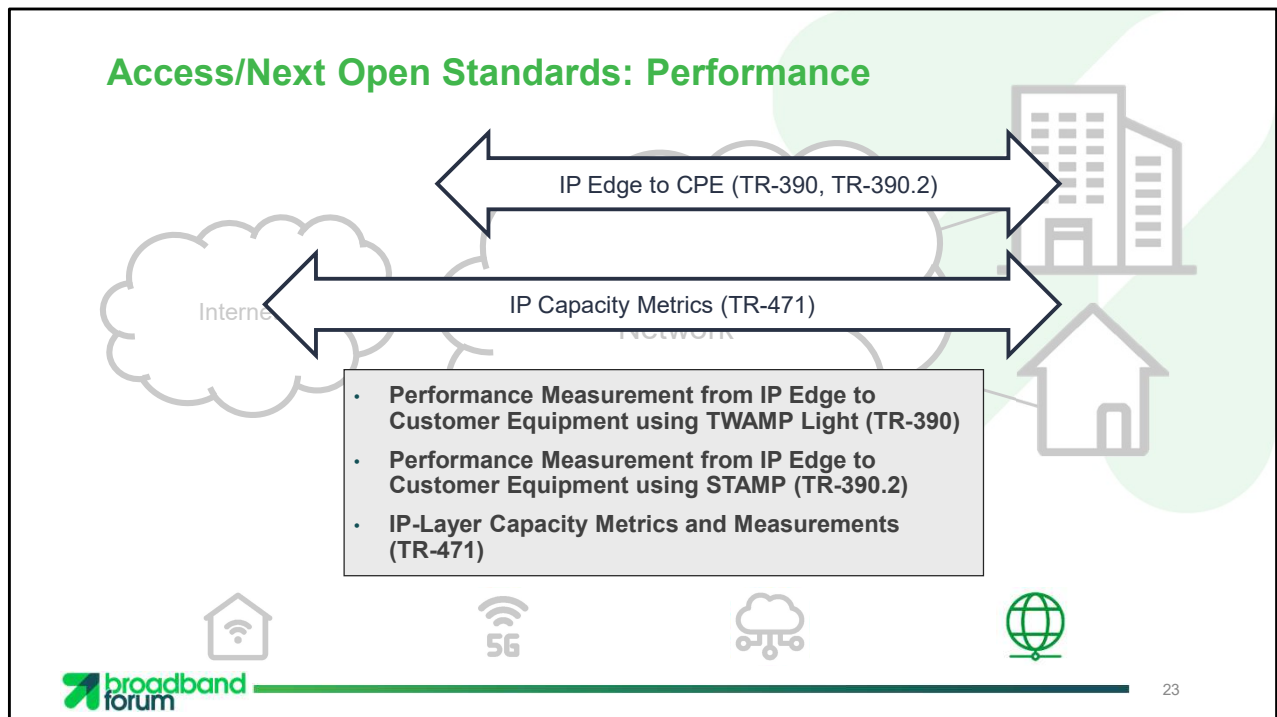 Access/Next Open Standards: Performance
IP Edge to CPE (TR-390, TR-390.2)
IP Capacity Metrics (TR-471)
Network
• Performance Measurement from IP Edge to
Customer Equipment using TWAMP Light (TR-390)
• Performance Measurement from IP Edge to
Customer Equipment using STAMP (TR-390.2)
• IP-Layer Capacity Metrics and Measurements
(TR-471)
5G
broadband
forum
23